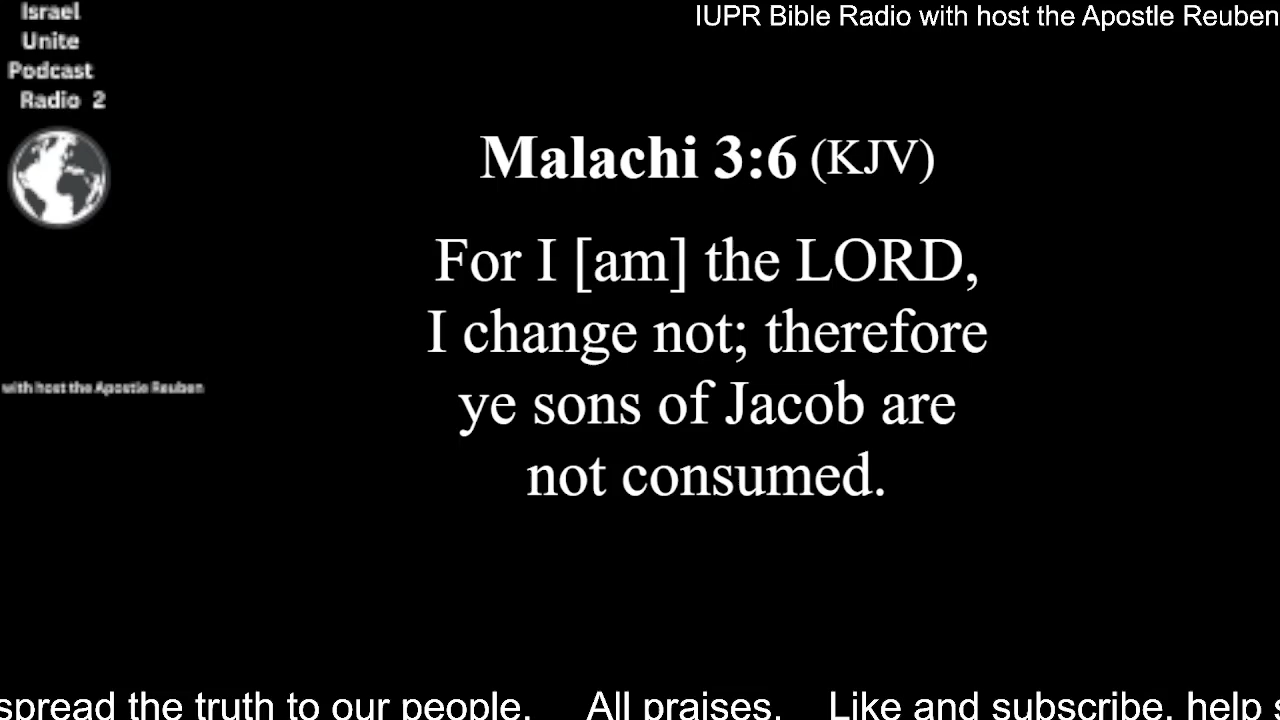 Israel
Unite
Podcast
Radio 2
IUPR Bible Radio with host the Apostle Reuben
Malachi 3:6 (KJV)
For I [am] the LORD,
I change not; therefore
ye sons of Jacob are
not consumed.
with host the Apostle Reuben
spread the truth to our people. All praises. Like and subscribe, help s